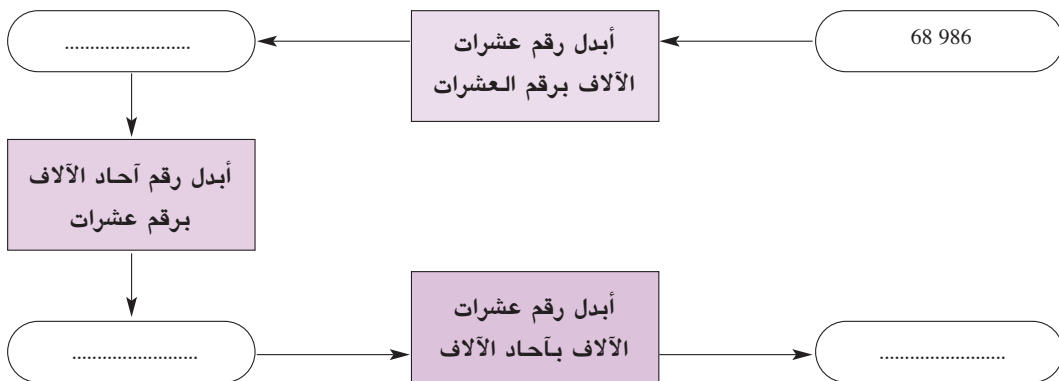 68 986
أبدل رقم عشرات
الآلاف برقم العشرات
.........................
أبدل رقم آحاد الآلاف
برقم عشرات
.........................
أبدل رقم عشرات
الآلاف بآحاد الآلاف
.........................